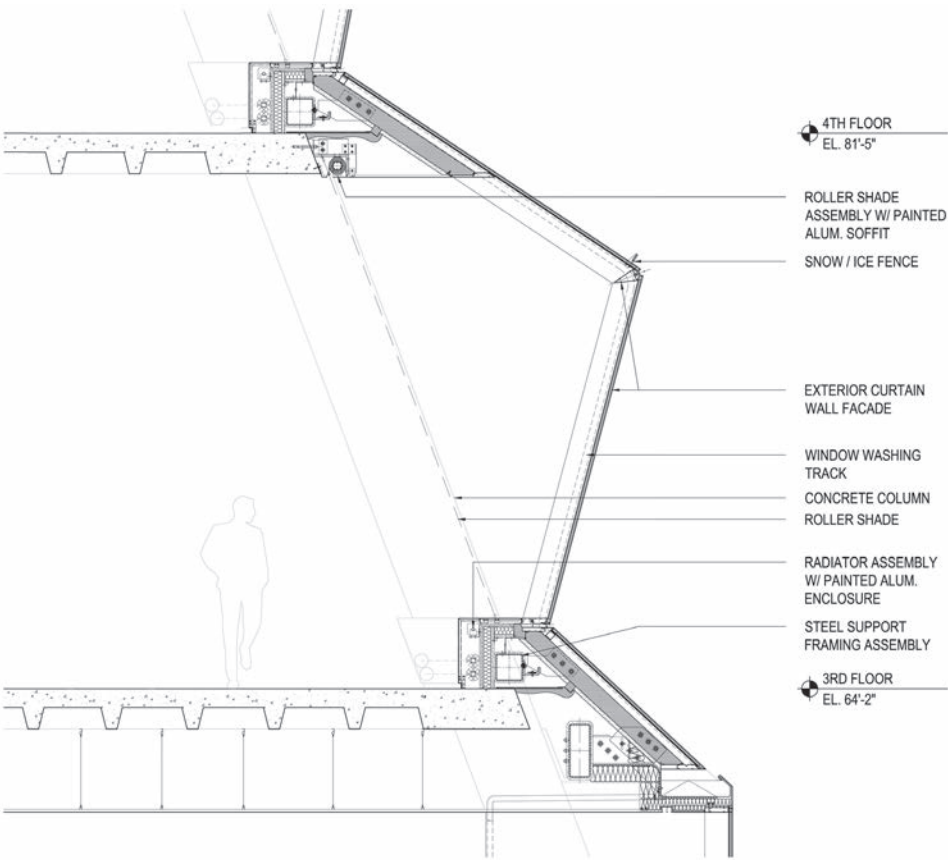 4TH FLOOR
EL. 81'-5"
ROLLER SHADE
ASSEMBLY W/ PAINTED
ALUM. SOFFIT
SNOW / ICE FENCE
EXTERIOR CURTAIN
WALL FACADE
WINDOW WASHING
TRACK
CONCRETE COLUMN
ROLLER SHADE
RADIATOR ASSEMBLY
W/ PAINTED ALUM.
ENCLOSURE
STEEL SUPPORT
FRAMING ASSEMBLY
3RD FLOOR
EL. 64'-2"